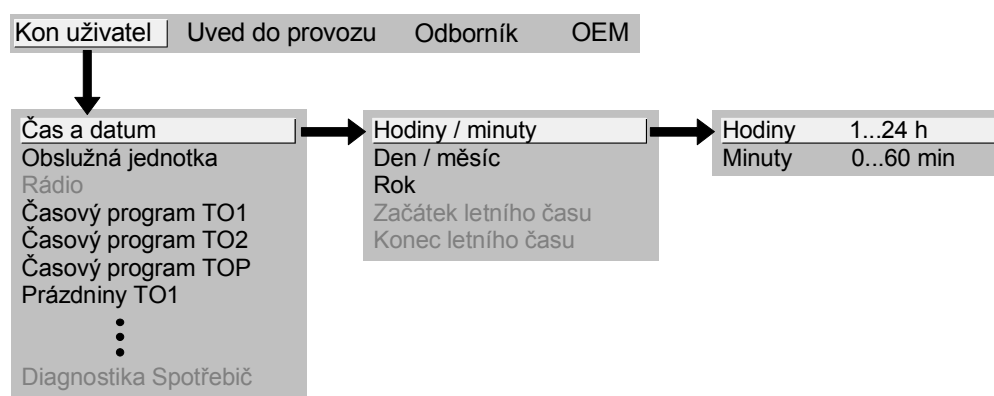 Kon uživatel Uved do provozu Odborník OEM
Čas a datum
Obslužná jednotka
Rádio
Časový program TO1
Časový program TO2
Časový program TOP
Prázdniny TO1
Diagnostika Spotřebič
Hodiny / minuty
Den / měsíc
Rok
Začátek letního času
Konec letního času
Hodiny 1...24 h
Minuty 0...60 min